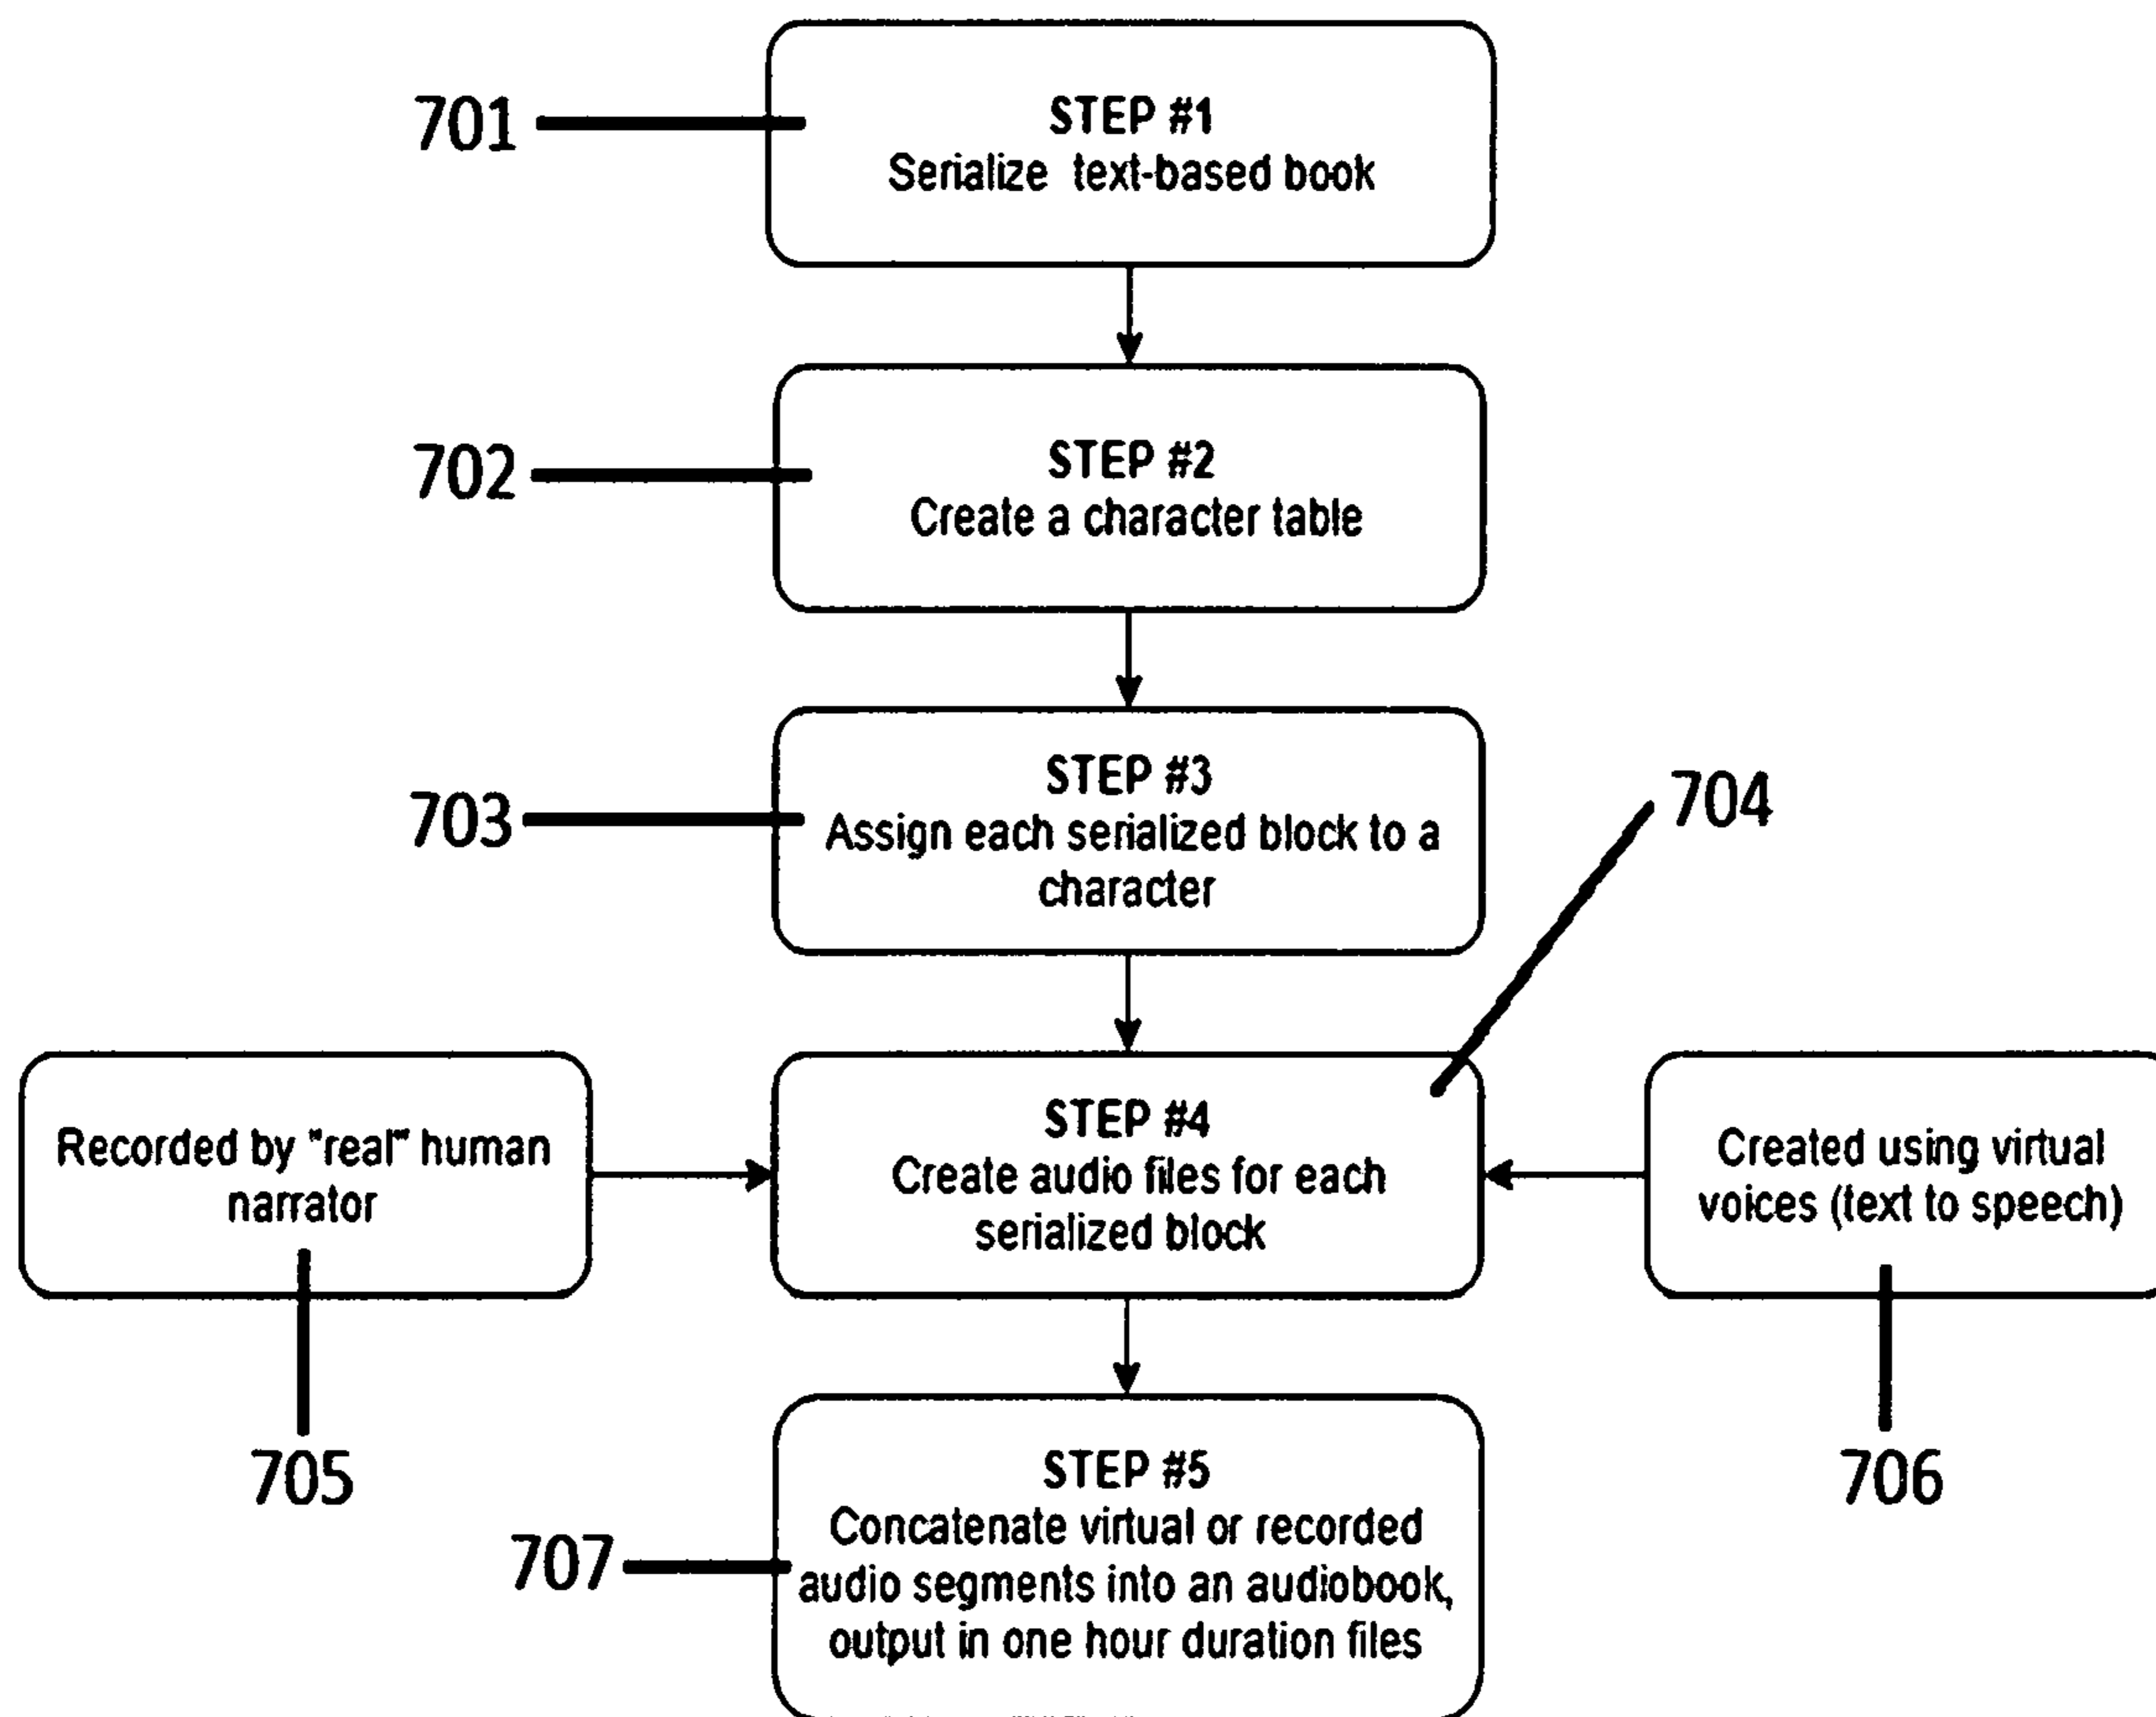 701
STEP #1
Serialize text-based book
702
STEP #2
Create a character table
703
STEP #3
Assign each serialized block to a
character
704
Recorded by "real" human
narrator
705
STEP #4
Create audio files for each
serialized block
Created using virtual
voices (text to speech)
706
707
STEP #5
Concatenate virtual or recorded
audio segments into an audiobook,
output in one hour duration files